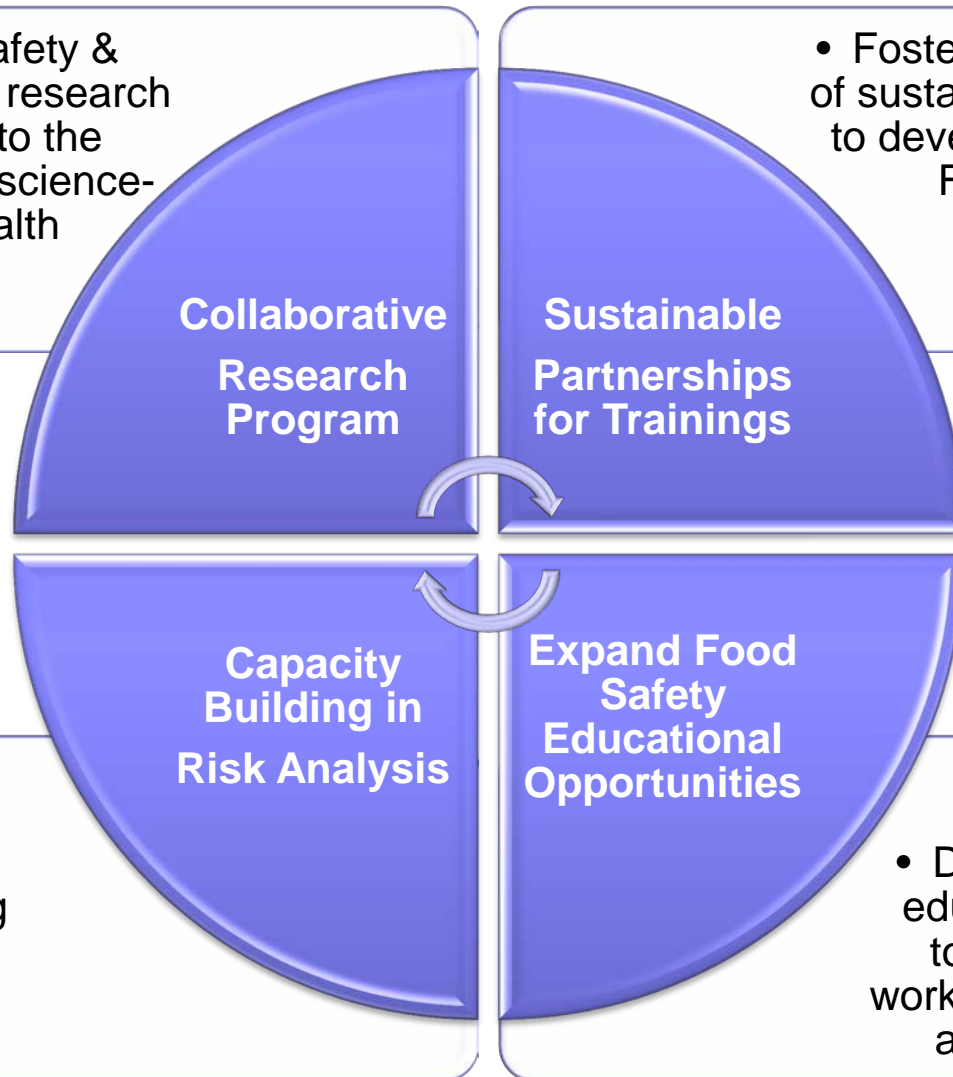 afety &
research
to the
science-
alth
• Foste
of susta
to deve
F
Collaborative
Research
Program
Sustainable
Partnerships
for Trainings
Capacity
Building in
Risk Analysis
Expand Food
Safety
Educational
Opportunities
g
• D
edu
to
work
a